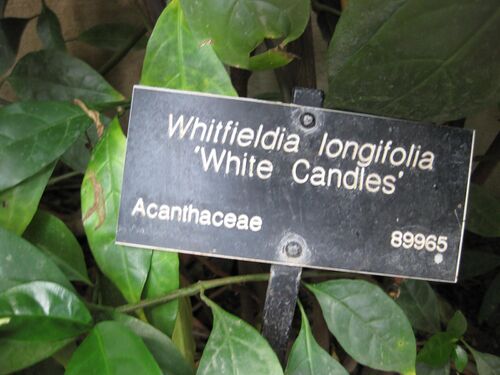 Whitfieldia longifolia
'White Candles'
Acanthaceae
89965
*